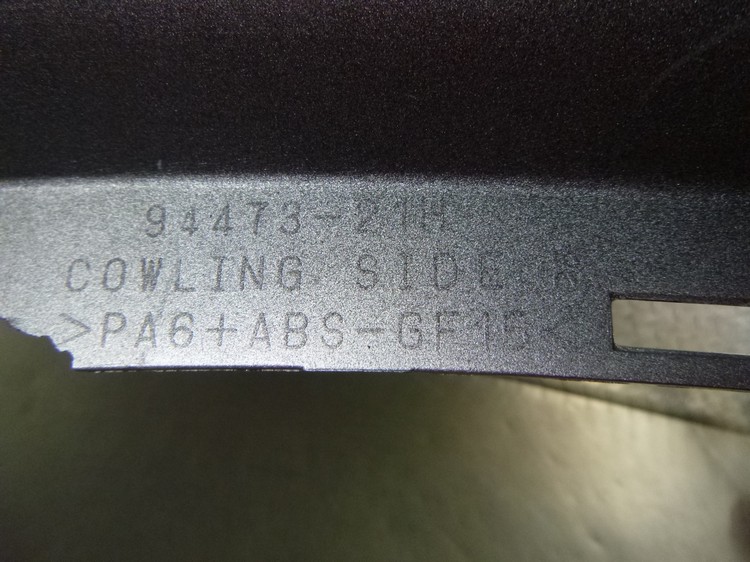 94473-21H
COWLING SIDE R
>PA6+ABS-GF15<